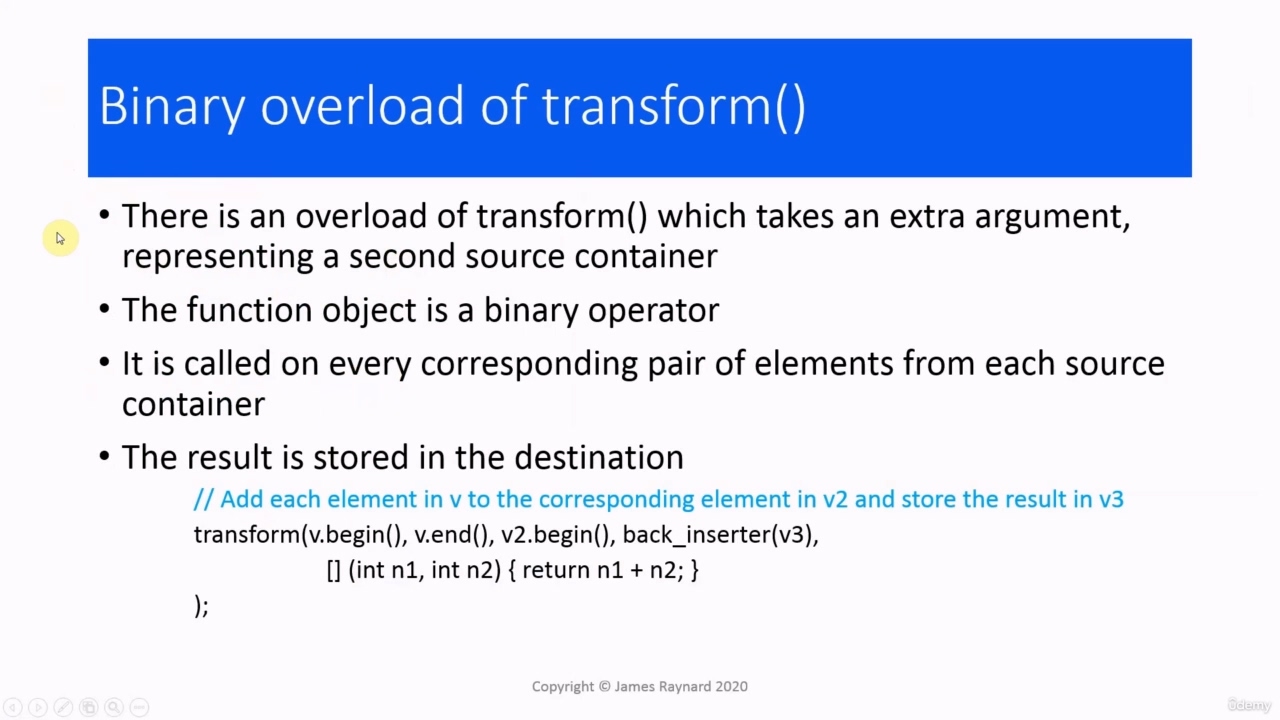 Binary overload of transform()
• There is an overload of transform() which takes an extra argument,
representing a second source container
• The function object is a binary operator
• It is called on every corresponding pair of elements from each source
container
• The result is stored in the destination
// Add each element in v to the corresponding element in v2 and store the result in v3
transform(v.begin(), v.end(), v2.begin(), back_inserter(v3),
[] (int n1, int n2) { return n1 + n2; }
);
Copyright © James Raynard 2020
ûdemy